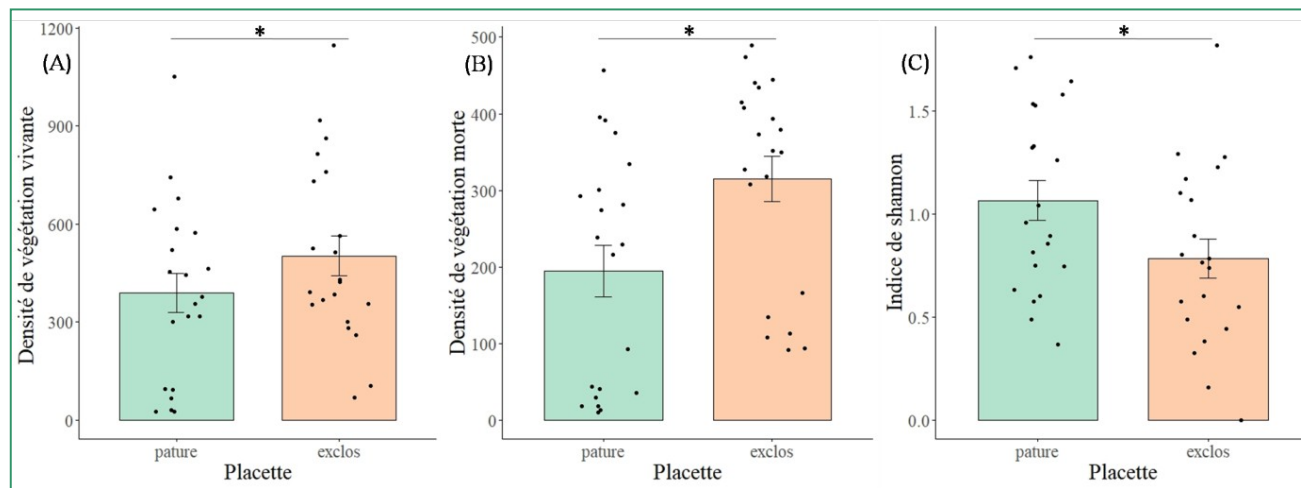 (A)
*
Densité de végétation vivante
1200
900
600
300
0
pature
exclos
Placette
(B)
*
Densité de végétation morte
500
400
300
200
100
0
pature
exclos
Placette
(C)
*
Indice de shannon
1.5
1.0
0.5
0.0
pature
exclos
Placette